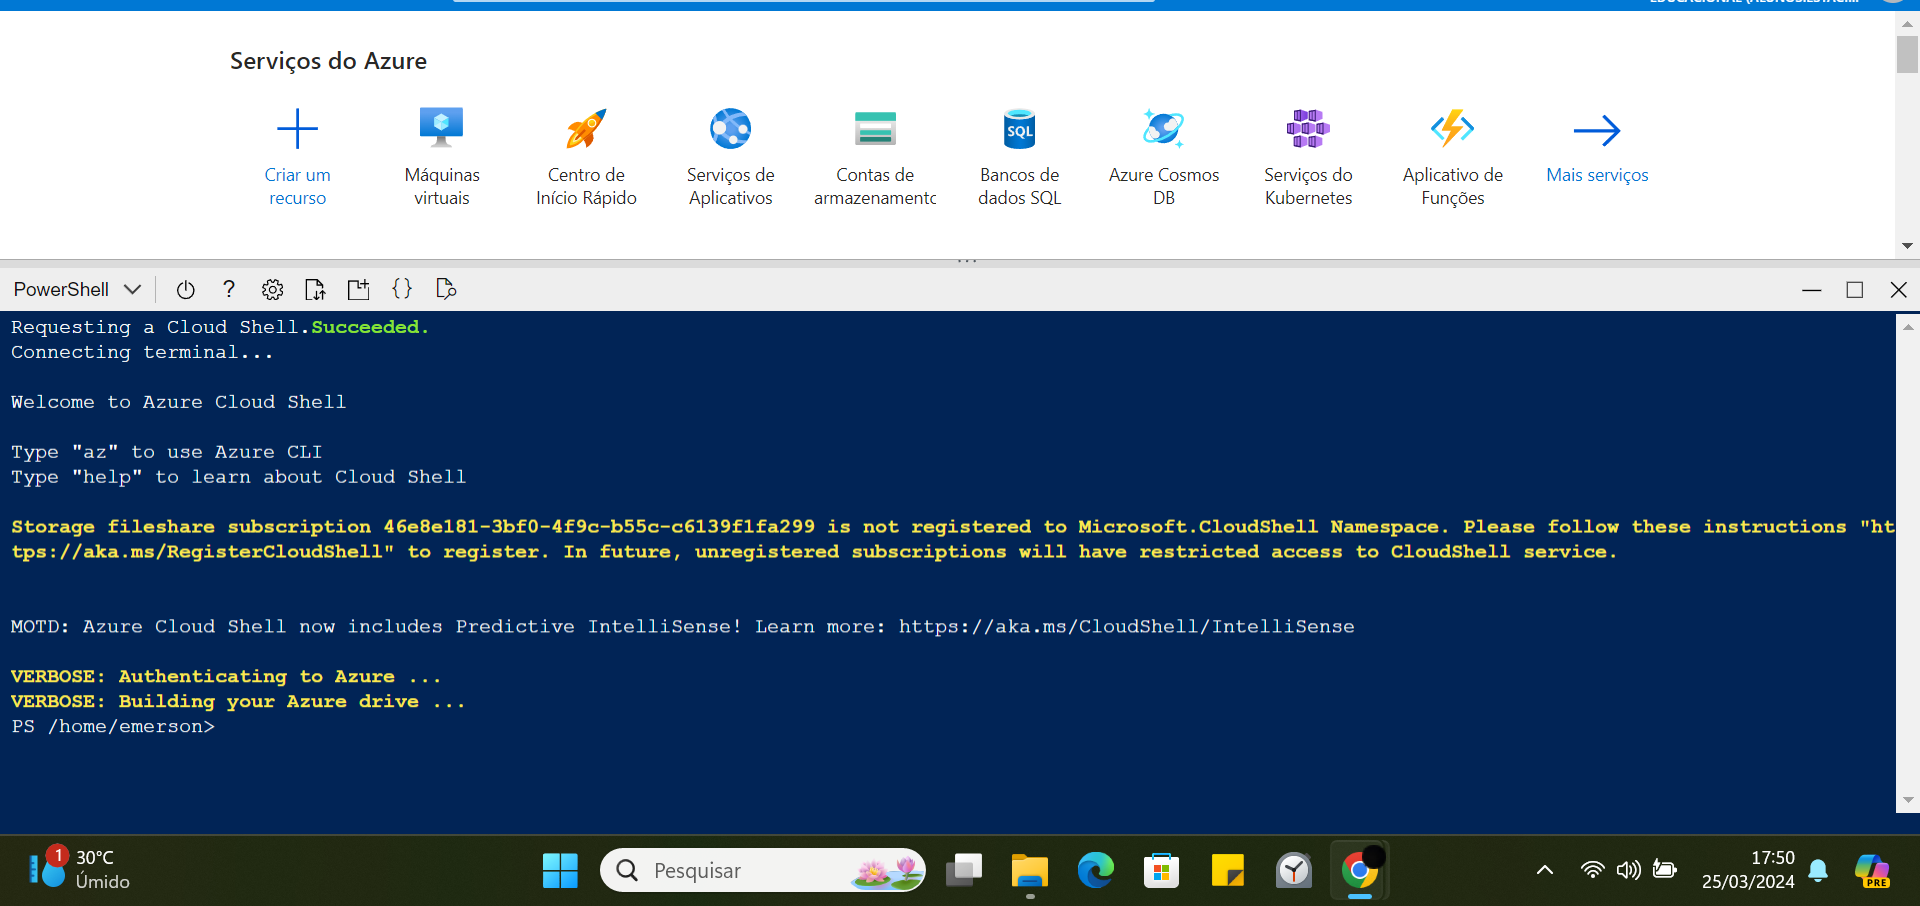 Serviços do Azure
Criar um
recurso
Máquinas
virtuais
Centro de
Início Rápido
Serviços de
Aplicativos
Contas de
armazenamento
SQL
Bancos de
dados SQL
Azure Cosmos
DB
Serviços do
Kubernetes
Aplicativo de
Funções
Mais serviços
PowerShell
Requesting a Cloud Shell.Succeeded.
Connecting terminal...
Welcome to Azure Cloud Shell
Type "az" to use Azure CLI
Type "help" to learn about Cloud Shell
Storage fileshare subscription 46e8e181-3bf0-4f9c-b55c-c6139f1fa299 is not registered to Microsoft.CloudShell Namespace. Please follow these instructions "ht
tps://aka.ms/RegisterCloudShell" to register. In future, unregistered subscriptions will have restricted access to CloudShell service.
MOTD: Azure Cloud Shell now includes Predictive IntelliSense! Learn more: https://aka.ms/CloudShell/IntelliSense
VERBOSE: Authenticating to Azure ...
VERBOSE: Building your Azure drive ...
PS /home/emerson>
1
30°C
Úmido
Pesquisar
17:50
25/03/2024
PRE